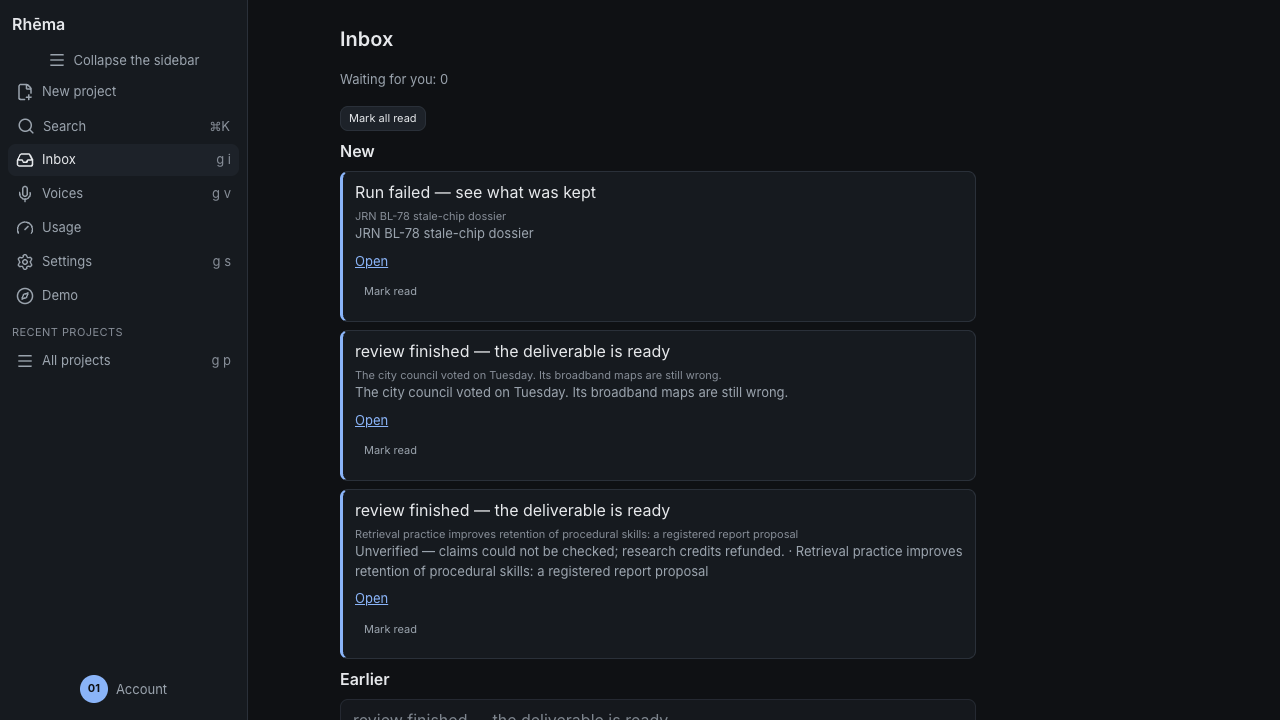 Rhēma
Collapse the sidebar
New project
Search ⌘K
Inbox g i
Voices g v
Usage
Settings g s
Demo
RECENT PROJECTS
All projects g p
01 Account
Inbox
Waiting for you: 0
Mark all read
New
Run failed — see what was kept
JRN BL-78 stale-chip dossier
JRN BL-78 stale-chip dossier
Open
Mark read
review finished — the deliverable is ready
The city council voted on Tuesday. Its broadband maps are still wrong.
The city council voted on Tuesday. Its broadband maps are still wrong.
Open
Mark read
review finished — the deliverable is ready
Retrieval practice improves retention of procedural skills: a registered report proposal
Unverified — claims could not be checked; research credits refunded. · Retrieval practice improves
retention of procedural skills: a registered report proposal
Open
Mark read
Earlier
review finished — the deliverable is ready